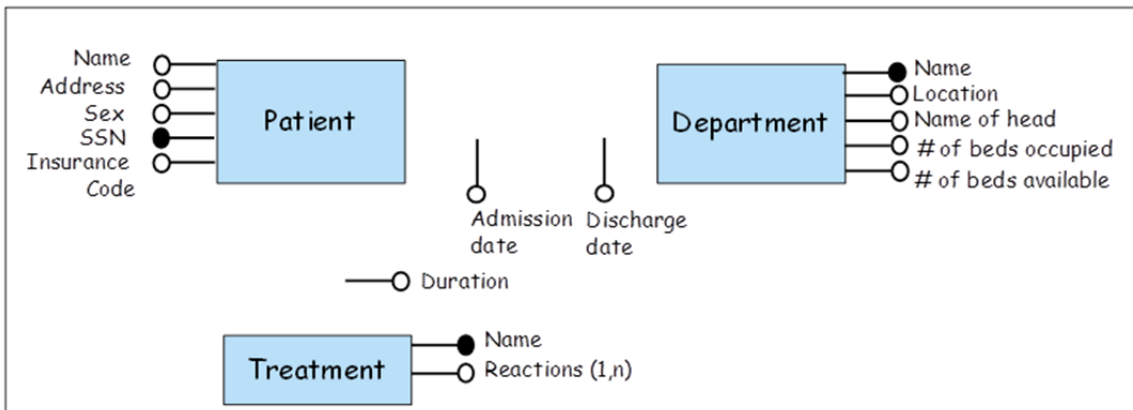 Name
Address
Sex
SSN
Insurance
Code
Patient
Department
Name
Location
Name of head
# of beds occupied
# of beds available
Admission
date
Discharge
date
Duration
Treatment
Name
Reactions (1,n)